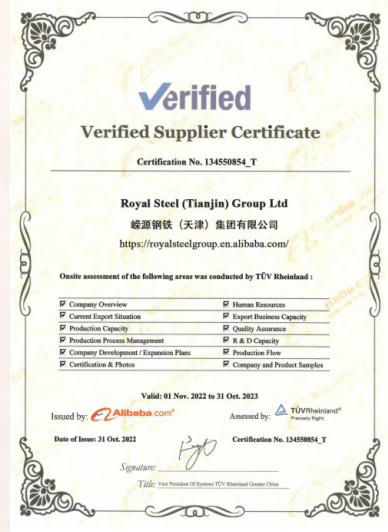 Verified
Verified Supplier Certificate
Certification No. 134550854_T
Royal Steel (Tianjin) Group Ltd
嵘源钢铁（天津）集团有限公司
https://royalsteelgroup.en.alibaba.com/
Onsite assessment of the following areas was conducted by TÜV Rheinland :
Company Overview
Human Resources
Current Export Situation
Export Business Capacity
Production Capacity
Quality Assurance
Production Process Management
R & D Capacity
Company Development / Expansion Plans
Production Flow
Certification & Photos
Company and Product Samples
Valid: 01 Nov. 2022 to 31 Oct. 2023
Issued by: Alibaba.com®
Assessed by: TÜVRheinland®
Precisely Right.
Date of Issue: 31 Oct. 2022
Certification No. 134550854_T
Signature:
Title: Vice President Of Systems TÜV Rheinland Greater China